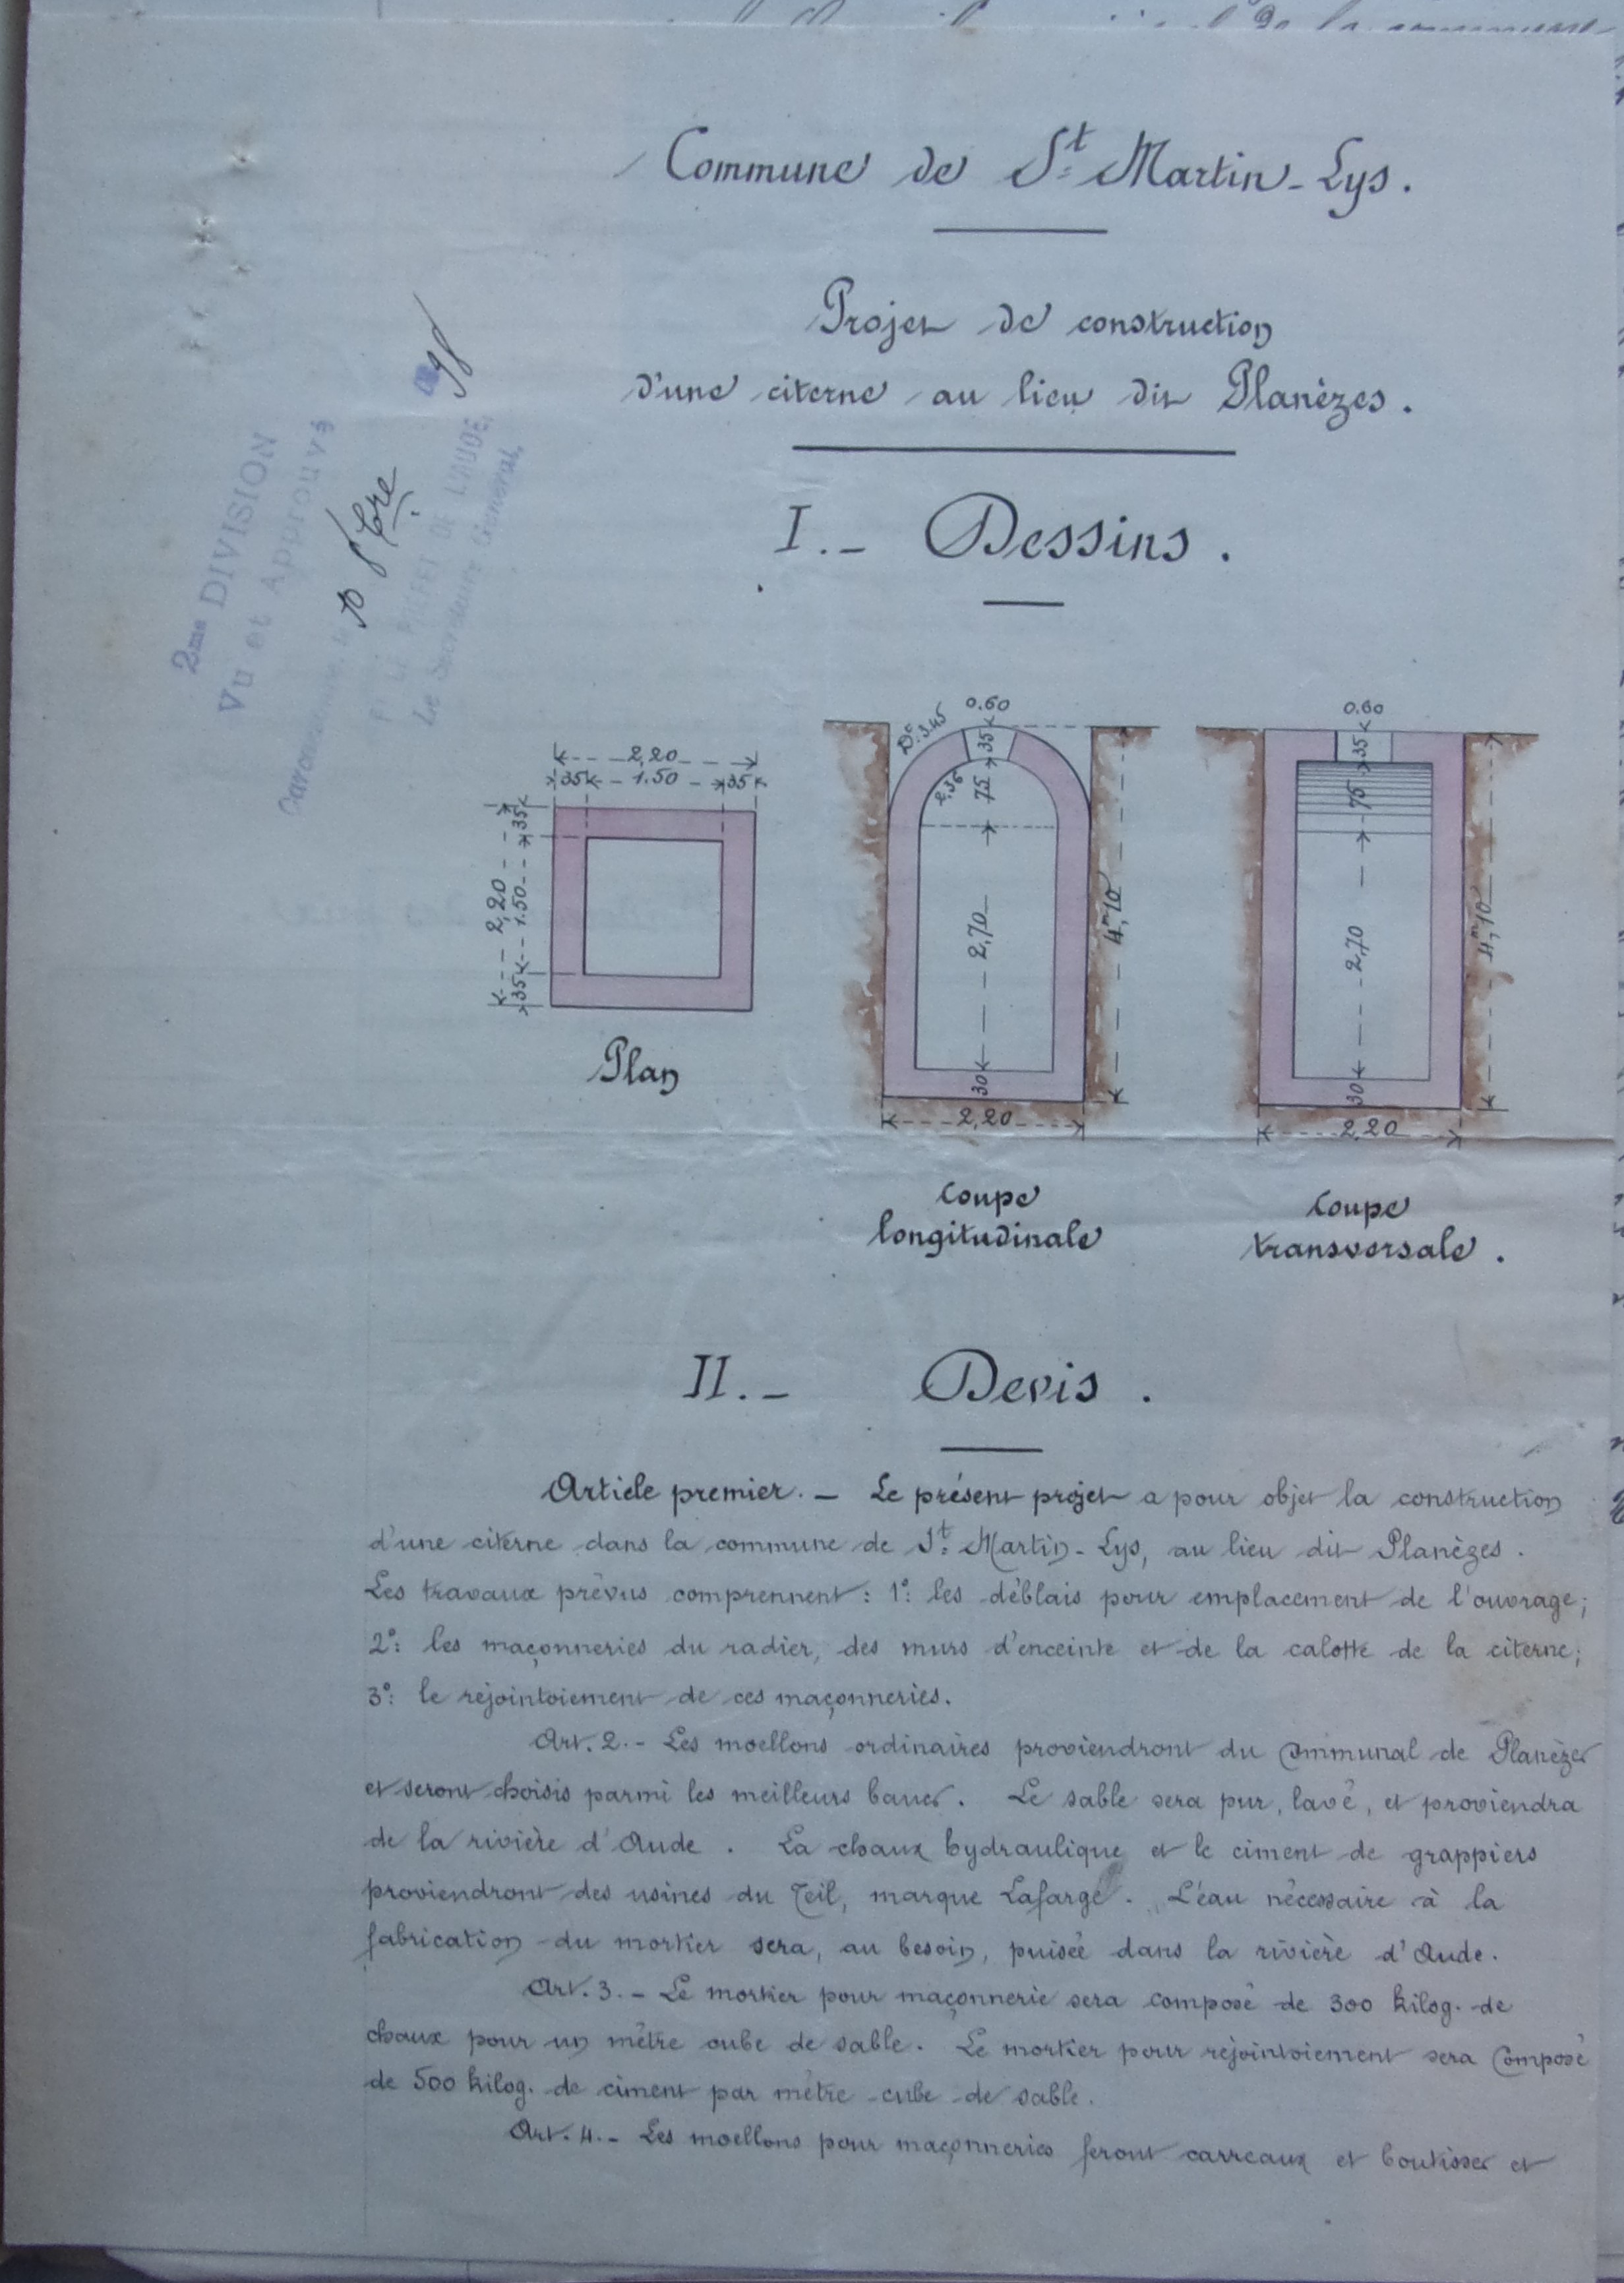 de la commune
Commune de St Martin-Lys.
Projet de construction
d'une citerne au lieu dit Planèzes.
2me DIVISION
Vu et Approuvé
Carcassonne, le 10
98
P. LE PRÉFET DE L'AUDE,
Le Secrétaire Général,
I.- Dessins.
2,20
35 1.50 35
35
1.50
35
2,20
Plan
0.60
Dt: 3.45
35
2,36
75
2,70
30
4m,10
2,20
Coupe
longitudinale
0.60
35
75
2,70
30
4m,10
2,20
Coupe
transversale.
II.- Devis.
Article premier.- Le présent projet a pour objet la construction
d'une citerne dans la commune de St Martin-Lys, au lieu dit Planèzes.
Les travaux prévus comprennent: 1º: les déblais pour emplacement de l'ouvrage;
2º: les maçonneries du radier, des murs d'enceinte et de la calotte de la citerne;
3º: le rejointoiement de ces maçonneries.
Art. 2.- Les moellons ordinaires proviendront du Communal de Planèzes
et seront choisis parmi les meilleurs bancs. Le sable sera pur, lavé, et proviendra
de la rivière d'Aude. La chaux hydraulique et le ciment de grappiers
proviendront des usines du Teil, marque Lafarge. L'eau nécessaire à la
fabrication du mortier sera, au besoin, puisée dans la rivière d'Aude.
Art. 3.- Le mortier pour maçonnerie sera composé de 300 kilog. de
chaux pour un mètre cube de sable. Le mortier pour rejointoiement sera composé
de 500 kilog. de ciment par mètre cube de sable.
Art. 4.- Les moellons pour maçonneries feront carreaux et boutisses et